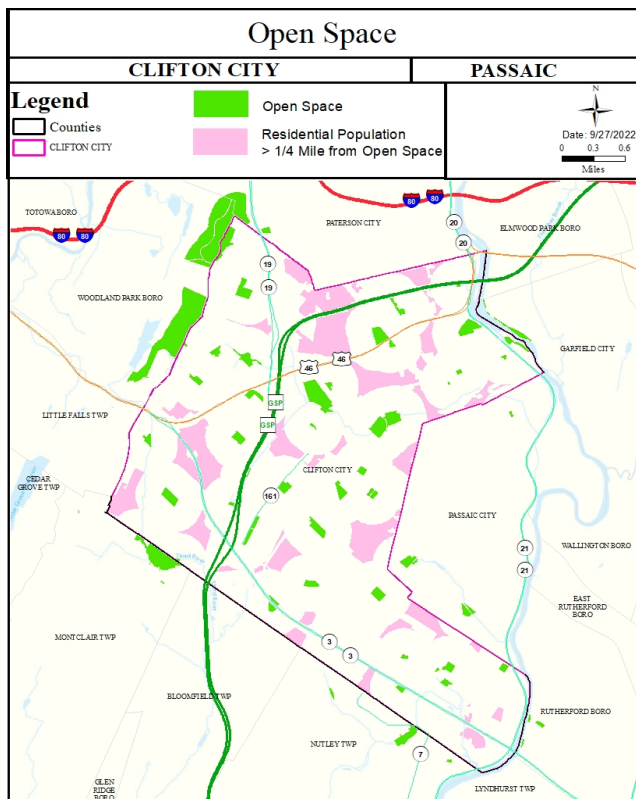 Open Space
CLIFTON CITY
PASSAIC
Legend
Counties
CLIFTON CITY
Open Space
Residential Population
> 1/4 Mile from Open Space
N
Date: 9/27/2022
0 0.3 0.6
Miles
TOTOWA BORO
80 80
PATERSON CITY
80 80
20
20
ELMWOOD PARK BORO
19
19
WOODLAND PARK BORO
GARFIELD CITY
46
46
LITTLE FALLS TWP
GSP
GSP
CLIFTON CITY
CEDAR
GROVE TWP
161
PASSAIC CITY
21
21
WALLINGTON BORO
EAST
RUTHERFORD
BORO
MONTCLAIR TWP
3
3
BLOOMFIELD TWP
RUTHERFORD BORO
NUTLEY TWP
7
LYNDHURST TWP
GLEN
RIDGE
BORO